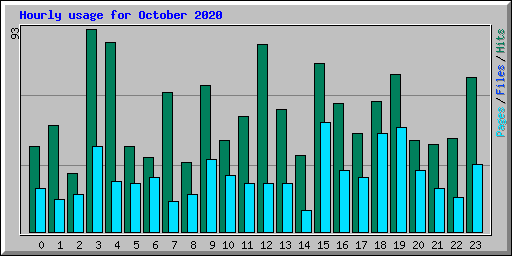 Hourly usage for October 2020
93
Pages/Files/Hits
0 1 2 3 4 5 6 7 8 9 10 11 12 13 14 15 16 17 18 19 20 21 22 23